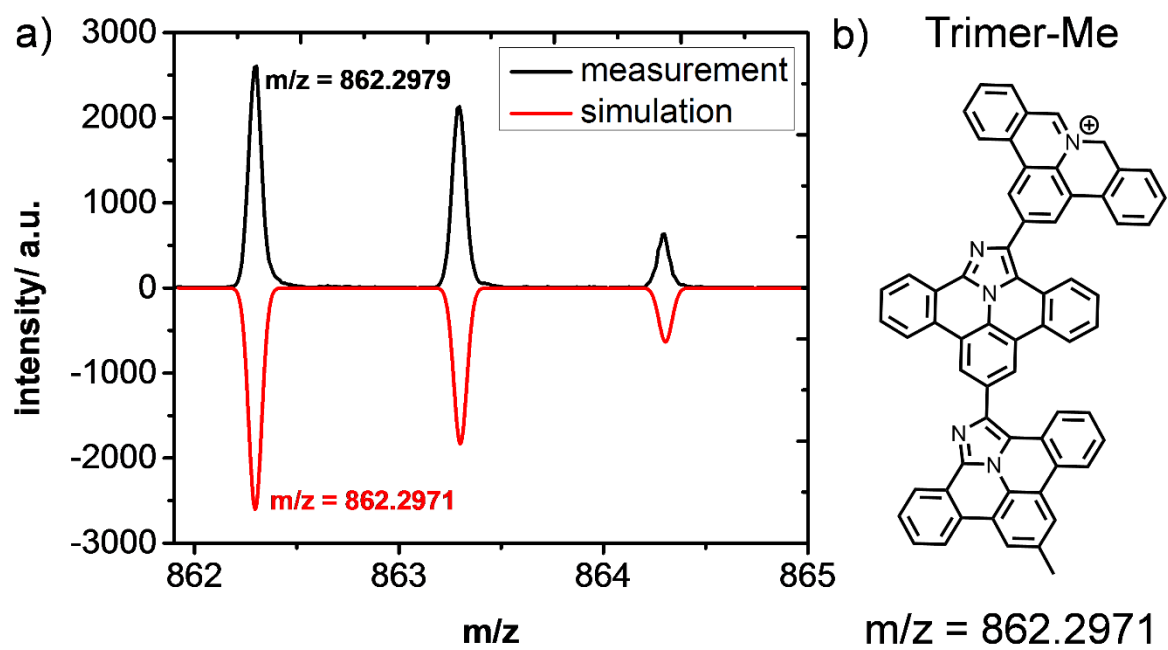 a)
3000
2000
1000
0
-1000
-2000
-3000
intensity/ a.u.
862
863
864
865
m/z
m/z = 862.2979
measurement
simulation
m/z = 862.2971
b)
Trimer-Me
N
⊕
N
N
N
N
m/z = 862.2971